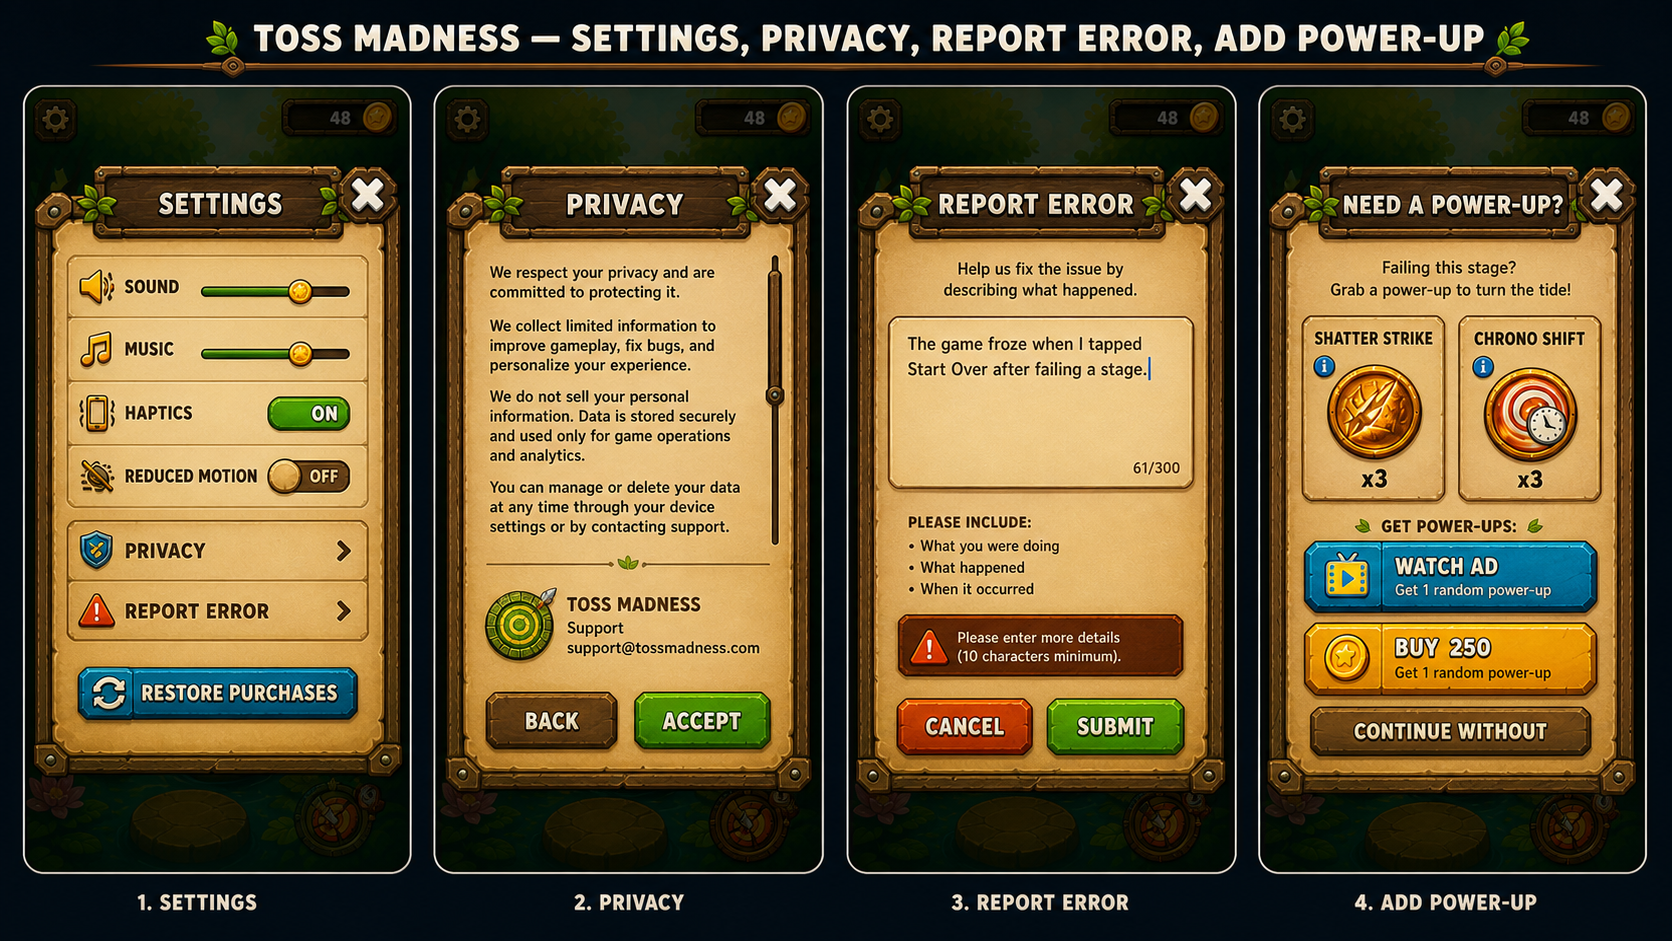 TOSS MADNESS — SETTINGS, PRIVACY, REPORT ERROR, ADD POWER-UP
48
SETTINGS
SOUND
MUSIC
HAPTICS
ON
REDUCED MOTION
OFF
PRIVACY
REPORT ERROR
RESTORE PURCHASES
1. SETTINGS
48
PRIVACY
We respect your privacy and are
committed to protecting it.
We collect limited information to
improve gameplay, fix bugs, and
personalize your experience.
We do not sell your personal
information. Data is stored securely
and used only for game operations
and analytics.
You can manage or delete your data
at any time through your device
settings or by contacting support.
TOSS MADNESS
Support
support@tossmadness.com
BACK
ACCEPT
2. PRIVACY
48
REPORT ERROR
Help us fix the issue by
describing what happened.
The game froze when I tapped
Start Over after failing a stage.
61/300
PLEASE INCLUDE:
• What you were doing
• What happened
• When it occurred
Please enter more details
(10 characters minimum).
CANCEL
SUBMIT
3. REPORT ERROR
48
NEED A POWER-UP?
Failing this stage?
Grab a power-up to turn the tide!
SHATTER STRIKE
x3
CHRONO SHIFT
x3
GET POWER-UPS:
WATCH AD
Get 1 random power-up
BUY 250
Get 1 random power-up
CONTINUE WITHOUT
4. ADD POWER-UP